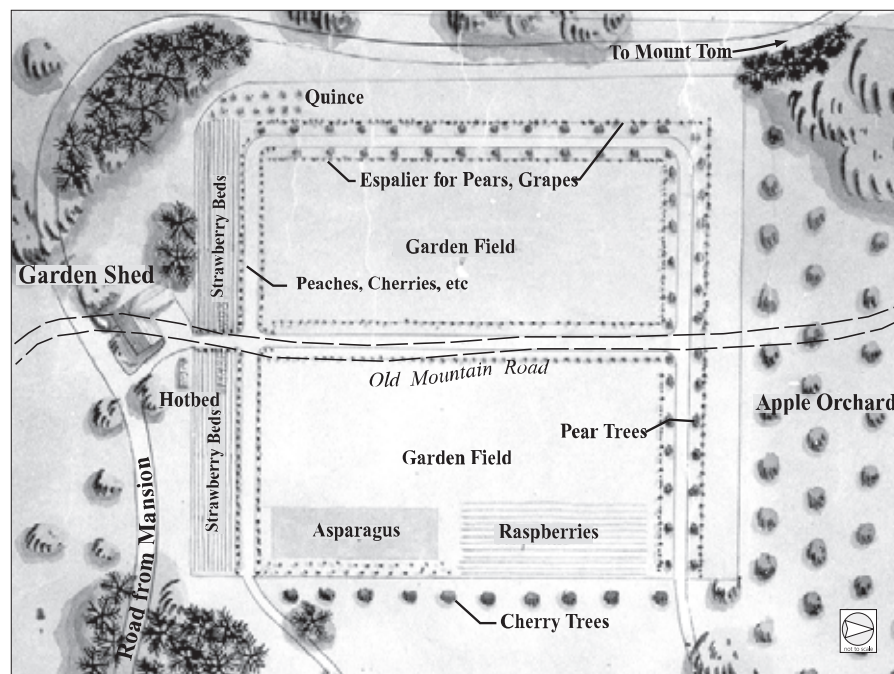 To Mount Tom
Quince
Espalier for Pears, Grapes
Strawberry Beds
Garden Field
Garden Shed
Peaches, Cherries, etc
Old Mountain Road
Hotbed
Apple Orchard
Pear Trees
Strawberry Beds
Garden Field
Road from Mansion
Asparagus
Raspberries
Cherry Trees
not to scale